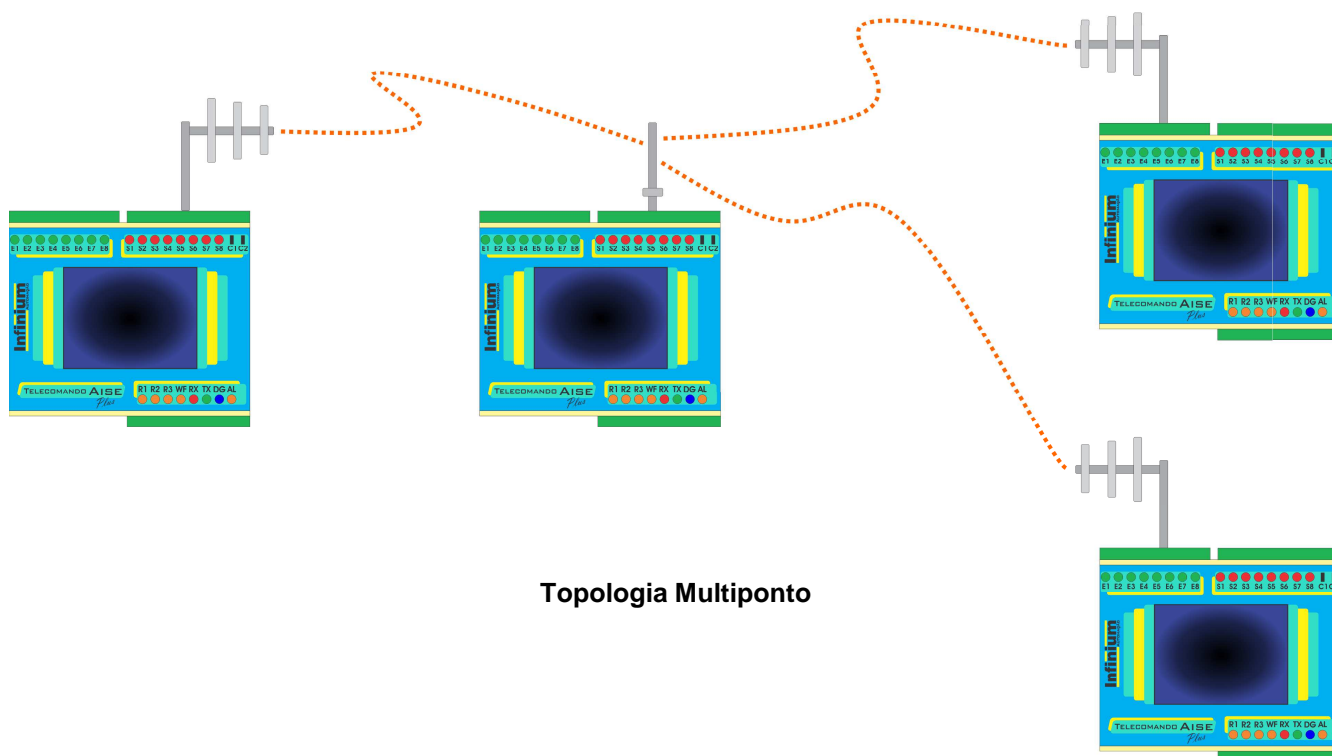 E1 E2 E3 E4 E5 E6 E7 E8 S1 S2 S3 S4 S5 S6 S7 S8 C1 C
Infinium
TELECOMANDO AISE
Plus
R1 R2 R3 WF RX TX DG AL
E1 E2 E3 E4 E5 E6 E7 E8 S1 S2 S3 S4 S5 S6 S7 S8 C1 C2
Infinium
TELECOMANDO AISE
Plus
R1 R2 R3 WF RX TX DG AL
E1 E2 E3 E4 E5 E6 E7 E8 S1 S2 S3 S4 S5 S6 S7 S8 C1 C2
Infinium
TELECOMANDO AISE
Plus
R1 R2 R3 WF RX TX DG AL
Topologia Multiponto
E1 E2 E3 E4 E5 E6 E7 E8 S1 S2 S3 S4 S5 S6 S7 S8 C1 C
Infinium
TELECOMANDO AISE
Plus
R1 R2 R3 WF RX TX DG AL